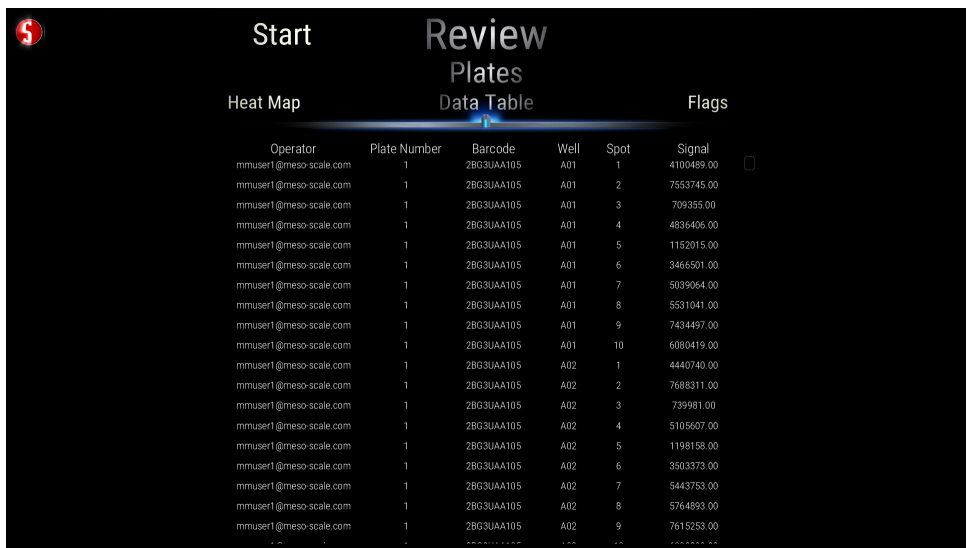 S
Start Review
Plates
Heat Map Data Table Flags
Operator Plate Number Barcode Well Spot Signal
mmuser1@meso-scale.com 1 2BG3UAA105 A01 1 4100489.00
mmuser1@meso-scale.com 1 2BG3UAA105 A01 2 7553745.00
mmuser1@meso-scale.com 1 2BG3UAA105 A01 3 709355.00
mmuser1@meso-scale.com 1 2BG3UAA105 A01 4 4836406.00
mmuser1@meso-scale.com 1 2BG3UAA105 A01 5 1152015.00
mmuser1@meso-scale.com 1 2BG3UAA105 A01 6 3466501.00
mmuser1@meso-scale.com 1 2BG3UAA105 A01 7 5039064.00
mmuser1@meso-scale.com 1 2BG3UAA105 A01 8 5531041.00
mmuser1@meso-scale.com 1 2BG3UAA105 A01 9 7434497.00
mmuser1@meso-scale.com 1 2BG3UAA105 A01 10 6080419.00
mmuser1@meso-scale.com 1 2BG3UAA105 A02 1 4440740.00
mmuser1@meso-scale.com 1 2BG3UAA105 A02 2 7688311.00
mmuser1@meso-scale.com 1 2BG3UAA105 A02 3 739981.00
mmuser1@meso-scale.com 1 2BG3UAA105 A02 4 5105607.00
mmuser1@meso-scale.com 1 2BG3UAA105 A02 5 1198158.00
mmuser1@meso-scale.com 1 2BG3UAA105 A02 6 3503373.00
mmuser1@meso-scale.com 1 2BG3UAA105 A02 7 5443753.00
mmuser1@meso-scale.com 1 2BG3UAA105 A02 8 5764893.00
mmuser1@meso-scale.com 1 2BG3UAA105 A02 9 7615253.00